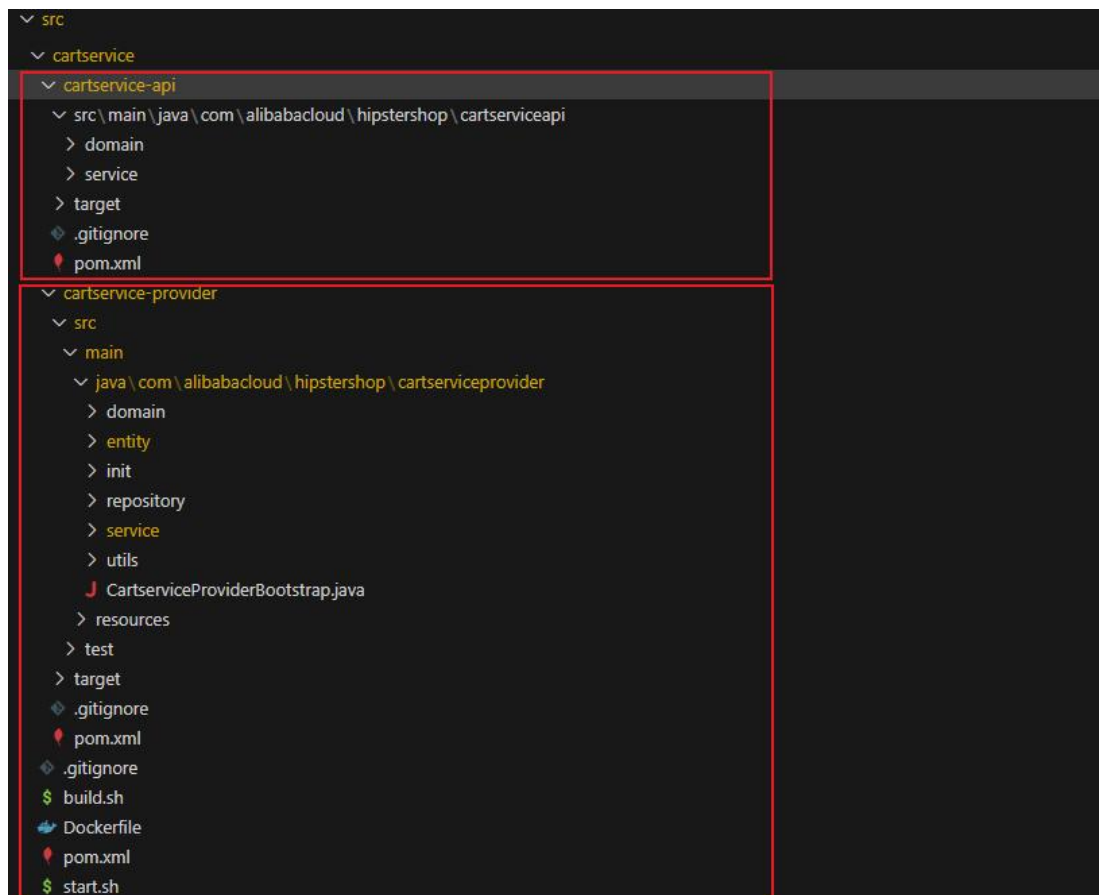 src
cartservice
cartservice-api
src\main\java\com\alibabacloud\hipstershop\cartserviceapi
domain
service
target
.gitignore
pom.xml
cartservice-provider
src
main
java\com\alibabacloud\hipstershop\cartserviceprovider
domain
entity
init
repository
service
utils
J CartserviceProviderBootstrap.java
resources
test
target
.gitignore
pom.xml
.gitignore
$ build.sh
Dockerfile
pom.xml
$ start.sh